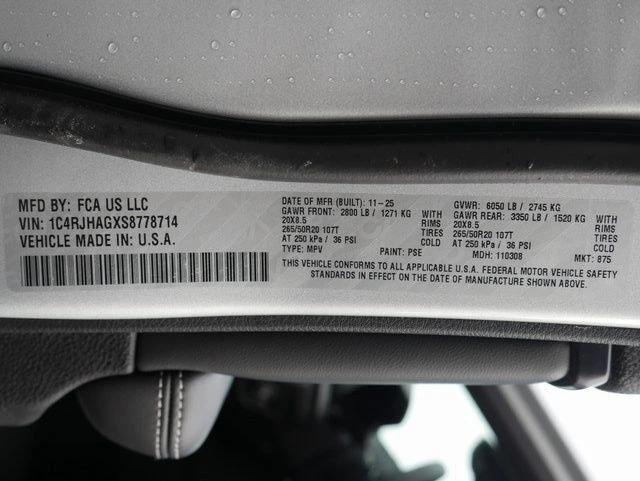 MFD BY: FCA US LLC
VIN: 1C4RJHAGXS8778714
VEHICLE MADE IN: U.S.A.
DATE OF MFR (BUILT): 11-25
GAWR FRONT: 2800 LB / 1271 KG WITH
20X8.5 RIMS
265/50R20 107T TIRES
AT 250 kPa / 36 PSI COLD
TYPE: MPV PAINT: PSE
GVWR: 6050 LB / 2745 KG
GAWR REAR: 3350 LB / 1520 KG WITH
20X8.5 RIMS
265/50R20 107T TIRES
AT 250 kPa / 36 PSI COLD
MDH: 110308 MKT: 875
THIS VEHICLE CONFORMS TO ALL APPLICABLE U.S.A. FEDERAL MOTOR VEHICLE SAFETY
STANDARDS IN EFFECT ON THE DATE OF MANUFACTURE SHOWN ABOVE.